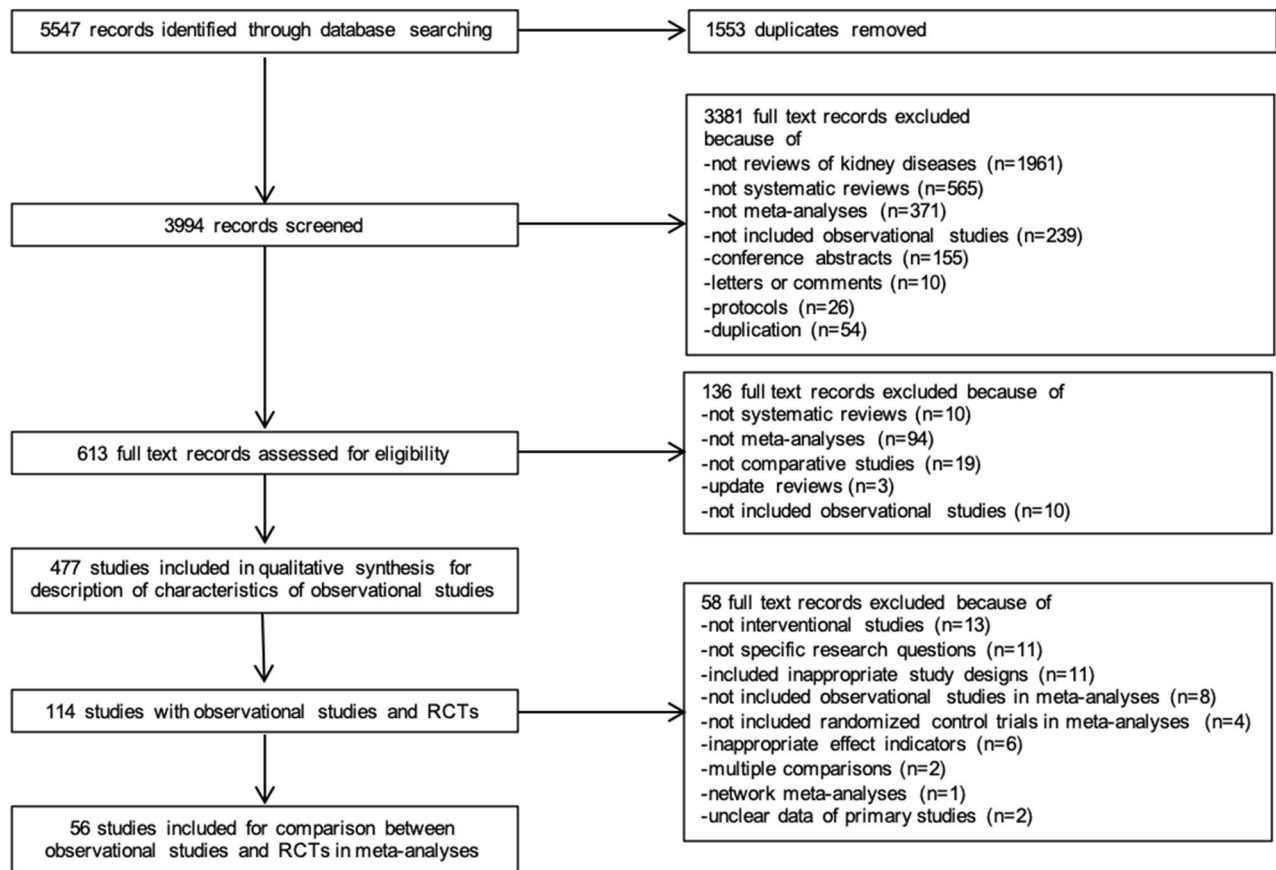 5547 records identified through database searching
1553 duplicates removed
3381 full text records excluded
because of
-not reviews of kidney diseases (n=1961)
-not systematic reviews (n=565)
-not meta-analyses (n=371)
-not included observational studies (n=239)
-conference abstracts (n=155)
-letters or comments (n=10)
-protocols (n=26)
-duplication (n=54)
3994 records screened
136 full text records excluded because of
-not systematic reviews (n=10)
-not meta-analyses (n=94)
-not comparative studies (n=19)
-update reviews (n=3)
-not included observational studies (n=10)
613 full text records assessed for eligibility
477 studies included in qualitative synthesis for
description of characteristics of observational studies
58 full text records excluded because of
-not interventional studies (n=13)
-not specific research questions (n=11)
-included inappropriate study designs (n=11)
-not included observational studies in meta-analyses (n=8)
-not included randomized control trials in meta-analyses (n=4)
-inappropriate effect indicators (n=6)
-multiple comparisons (n=2)
-network meta-analyses (n=1)
-unclear data of primary studies (n=2)
114 studies with observational studies and RCTs
56 studies included for comparison between
observational studies and RCTs in meta-analyses